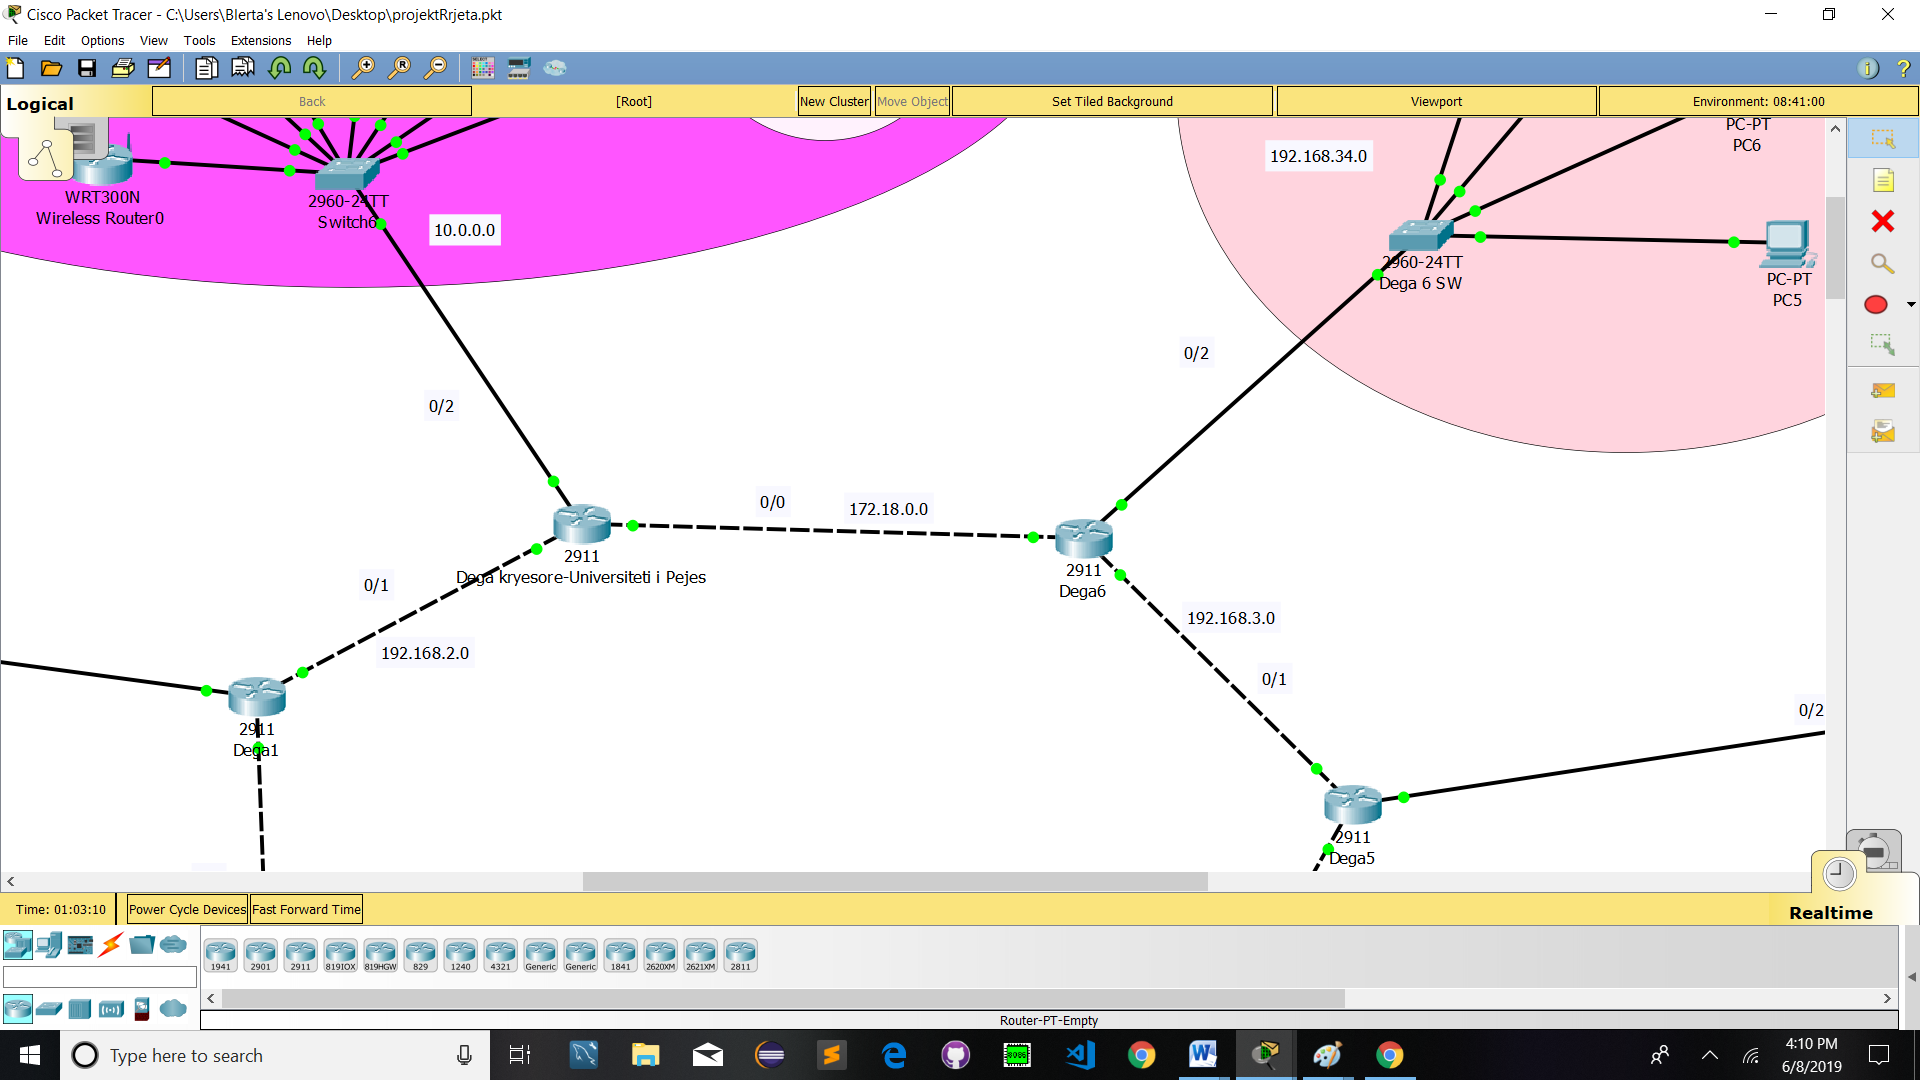 Cisco Packet Tracer - C:\Users\Blerta's Lenovo\Desktop\projektRrjeta.pkt
File Edit Options View Tools Extensions Help
Logical
Back
[Root]
New Cluster
Move Object
Set Tiled Background
Viewport
Environment: 08:41:00
WRT300N
Wireless Router0
2960-24TT
Switch6
10.0.0.0
192.168.34.0
PC-PT
PC6
2960-24TT
Dega 6 SW
PC-PT
PC5
0/2
0/2
0/0
172.18.0.0
2911
Dega kryesore-Universiteti i Pejes
2911
Dega6
0/1
192.168.2.0
192.168.3.0
0/1
2911
Dega1
0/2
2911
Dega5
Time: 01:03:10
Power Cycle Devices
Fast Forward Time
Realtime
1941
2901
2911
819IOX
819HGW
829
1240
4321
Generic
Generic
1841
2620XM
2621XM
2811
Router-PT-Empty
Type here to search
8086
4:10 PM
6/8/2019